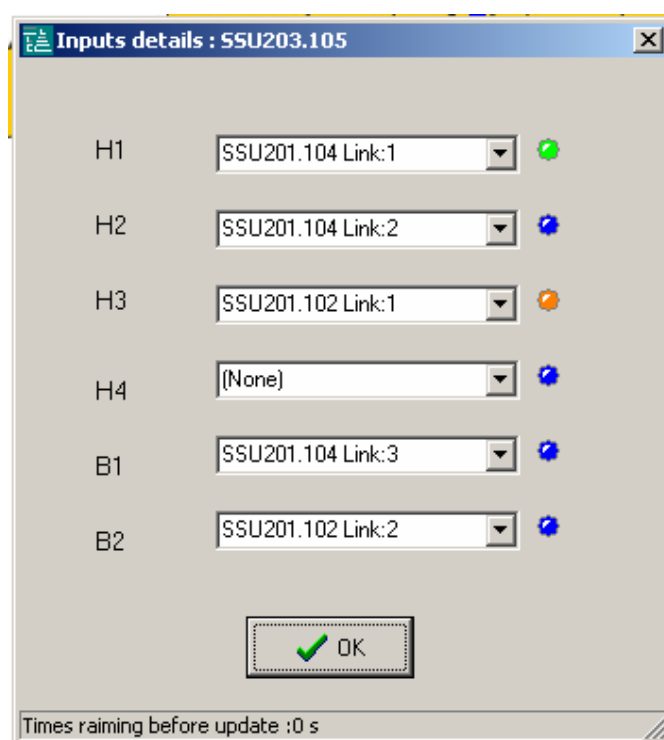 Inputs details : SSU203.105
H1 SSU201.104 Link:1
H2 SSU201.104 Link:2
H3 SSU201.102 Link:1
H4 (None)
B1 SSU201.104 Link:3
B2 SSU201.102 Link:2
OK
Times raiming before update :0 s